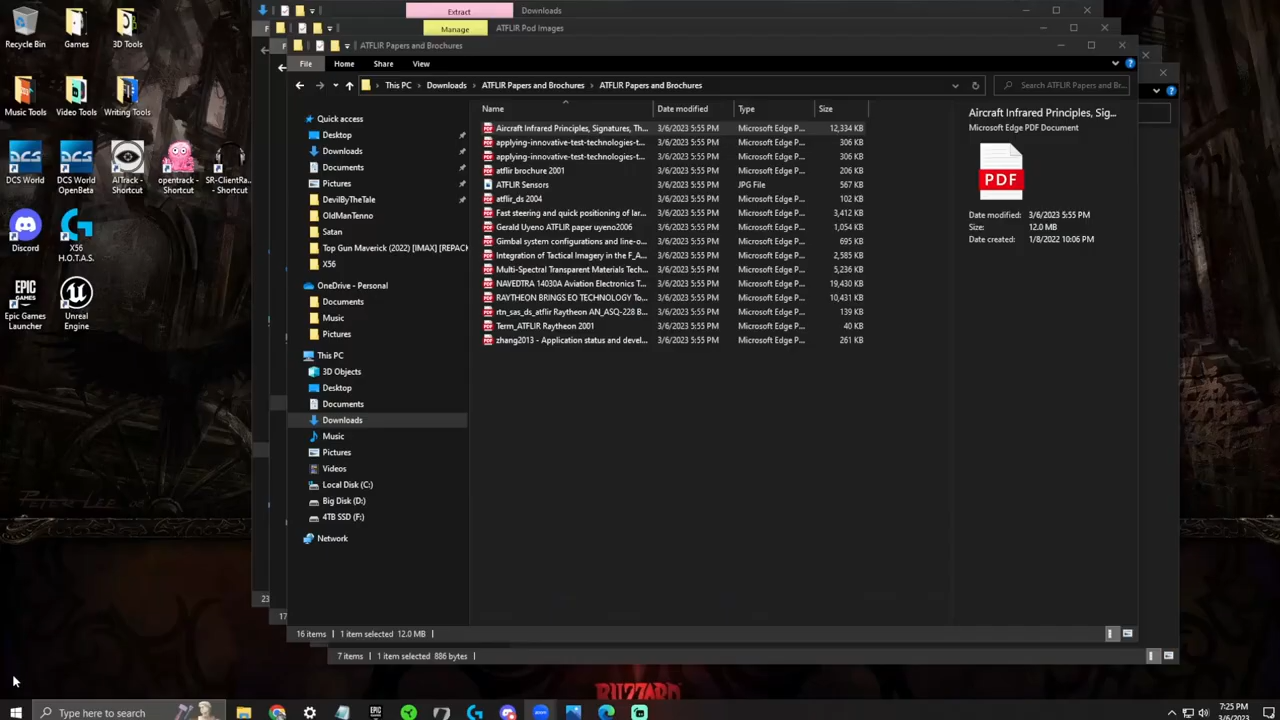 Recycle Bin
Games
3D Tools
Music Tools
Video Tools
Writing Tools
DCS World
DCS World OpenBeta
AiTrack - Shortcut
opentrack - Shortcut
SR-ClientRa... - Shortcut
Discord
X56 H.O.T.A.S.
Epic Games Launcher
Unreal Engine
Extract
Downloads
Manage
ATFLIR Pod Images
ATFLIR Papers and Brochures
File
Home
Share
View
This PC
Downloads
ATFLIR Papers and Brochures
ATFLIR Papers and Brochures
Search ATFLIR Papers and Br...
Quick access
Desktop
Downloads
Documents
Pictures
DevilByTheTale
OldManTenno
Satan
Top Gun Maverick (2022) [IMAX] [REPACK
X56
OneDrive - Personal
Documents
Music
Pictures
This PC
3D Objects
Desktop
Documents
Downloads
Music
Pictures
Videos
Local Disk (C:)
Big Disk (D:)
4TB SSD (F:)
Network
Name Date modified Type Size
Aircraft Infrared Principles, Signatures, Th... 3/6/2023 5:55 PM Microsoft Edge P... 12,334 KB
applying-innovative-test-technologies-t... 3/6/2023 5:55 PM Microsoft Edge P... 306 KB
applying-innovative-test-technologies-t... 3/6/2023 5:55 PM Microsoft Edge P... 306 KB
atflir brochure 2001 3/6/2023 5:55 PM Microsoft Edge P... 206 KB
ATFLIR Sensors 3/6/2023 5:55 PM JPG File 567 KB
atflir_ds 2004 3/6/2023 5:55 PM Microsoft Edge P... 102 KB
Fast steering and quick positioning of lar... 3/6/2023 5:55 PM Microsoft Edge P... 3,412 KB
Gerald Uyeno ATFLIR paper uyeno2006 3/6/2023 5:55 PM Microsoft Edge P... 1,054 KB
Gimbal system configurations and line-o... 3/6/2023 5:55 PM Microsoft Edge P... 695 KB
Integration of Tactical Imagery in the F_A... 3/6/2023 5:55 PM Microsoft Edge P... 2,585 KB
Multi-Spectral Transparent Materials Tech... 3/6/2023 5:55 PM Microsoft Edge P... 5,236 KB
NAVEDTRA 14030A Aviation Electronics T... 3/6/2023 5:55 PM Microsoft Edge P... 19,430 KB
RAYTHEON BRINGS EO TECHNOLOGY To... 3/6/2023 5:55 PM Microsoft Edge P... 10,431 KB
rtn_sas_ds_atflir Raytheon AN_ASQ-228 B... 3/6/2023 5:55 PM Microsoft Edge P... 139 KB
Term_ATFLIR Raytheon 2001 3/6/2023 5:55 PM Microsoft Edge P... 40 KB
zhang2013 - Application status and devel... 3/6/2023 5:55 PM Microsoft Edge P... 261 KB
Aircraft Infrared Principles, Sig...
Microsoft Edge PDF Document
PDF
Date modified: 3/6/2023 5:55 PM
Size: 12.0 MB
Date created: 1/8/2022 10:06 PM
23
17
16 items 1 item selected 12.0 MB
7 items 1 item selected 886 bytes
PETER LEE
BLIZZARD
Type here to search
EPIC
zoom
7:25 PM
3/6/2023